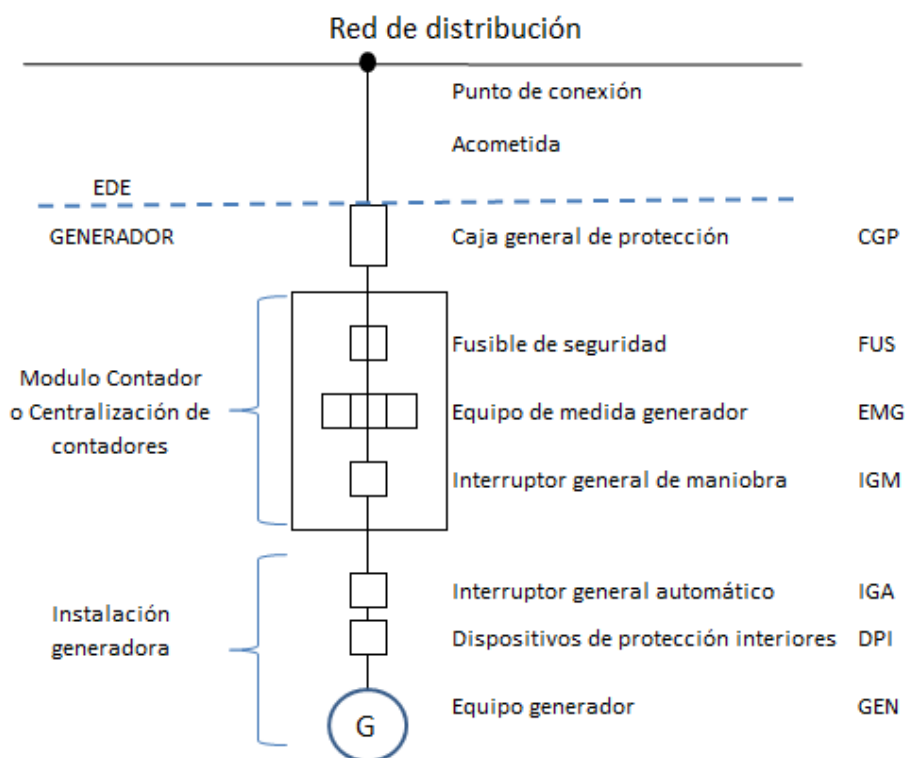 Red de distribución
Punto de conexión
Acometida
EDE
GENERADOR
Caja general de protección CGP
Fusible de seguridad FUS
Modulo Contador
o Centralización de
contadores
Equipo de medida generador EMG
Interruptor general de maniobra IGM
Interruptor general automático IGA
Instalación
generadora
Dispositivos de protección interiores DPI
Equipo generador GEN
G